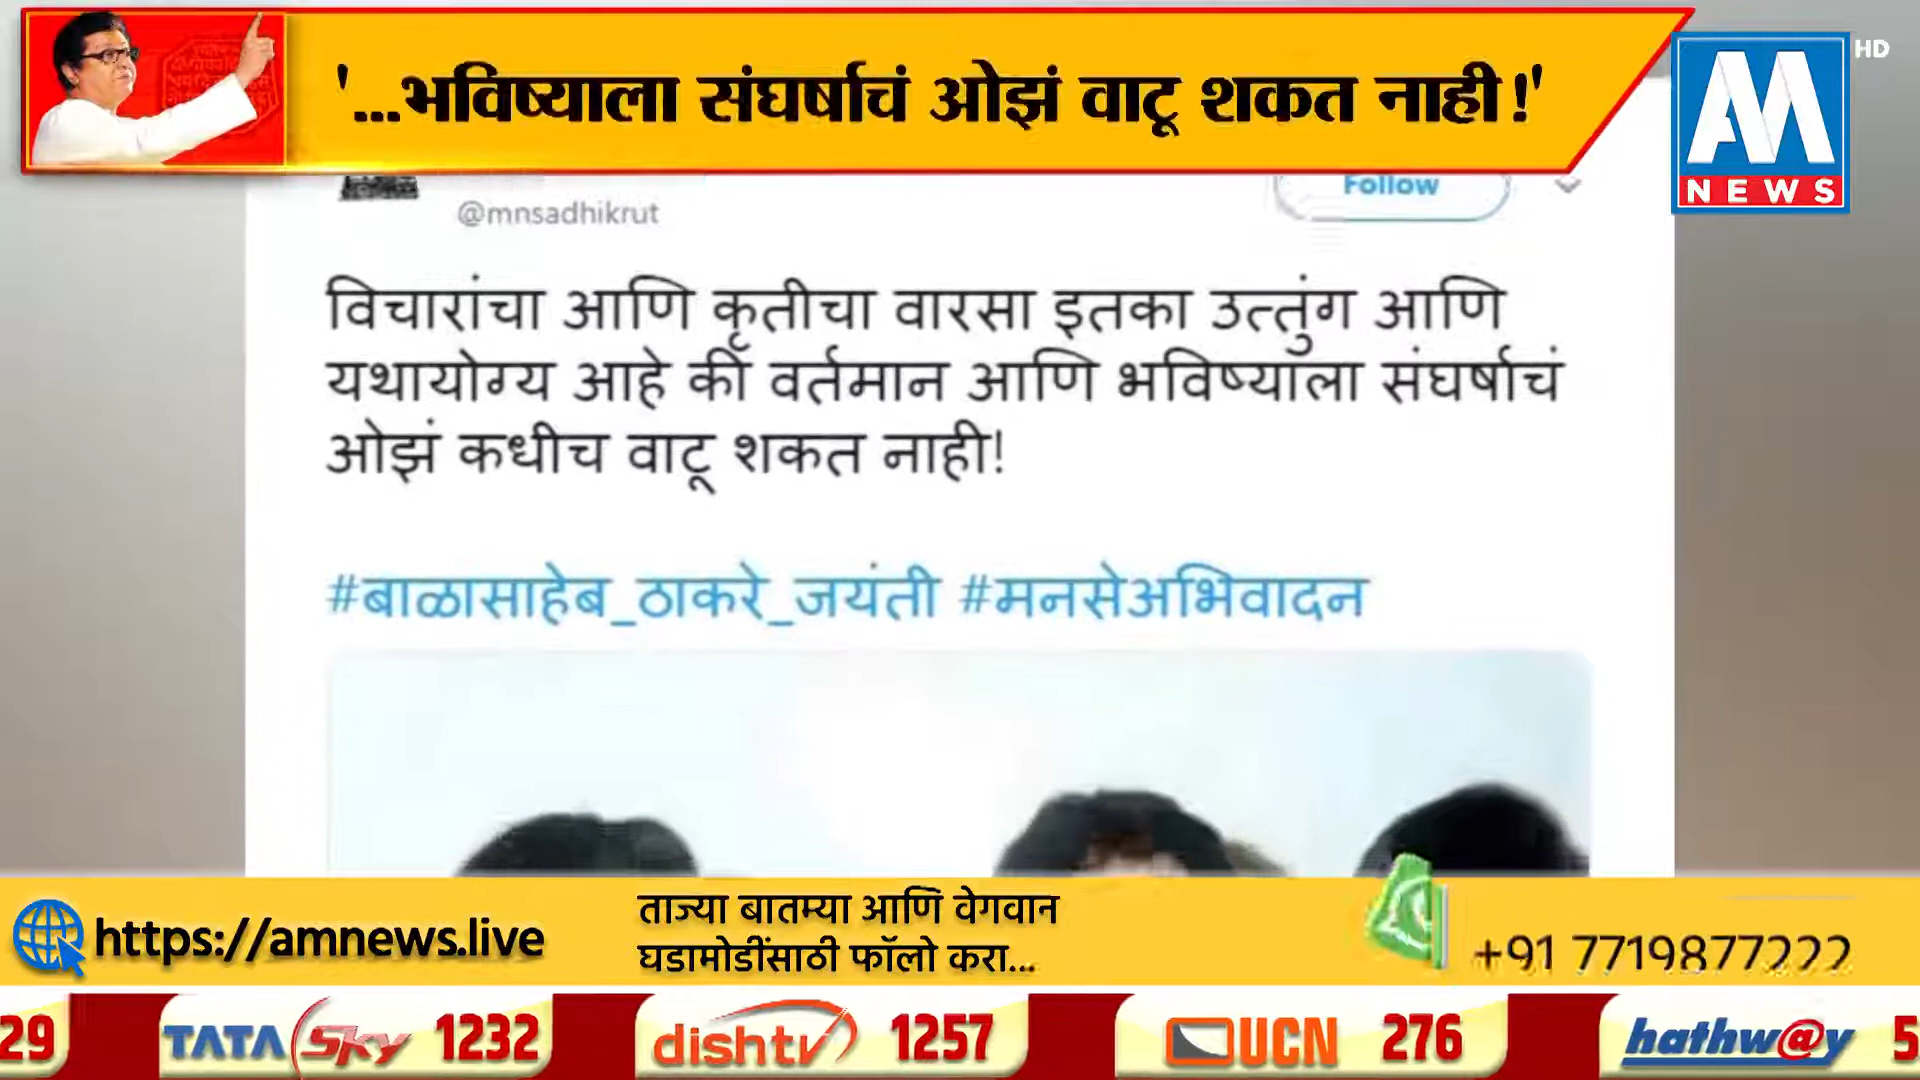 '...भविष्याला संघर्षाचं ओझं वाटू शकत नाही!'
AM
NEWS
HD
Follow
@mnsadhikrut
विचारांचा आणि कृतीचा वारसा इतका उत्तुंग आणि
यथायोग्य आहे की वर्तमान आणि भविष्याला संघर्षाचं
ओझं कधीच वाटू शकत नाही!
#बाळासाहेब_ठाकरे_जयंती #मनसेअभिवादन
https://amnews.live
ताज्या बातम्या आणि वेगवान
घडामोडींसाठी फॉलो करा...
+91 7719877222
29 TATA Sky 1232 dishtv 1257 UCN 276 hathw@y 5